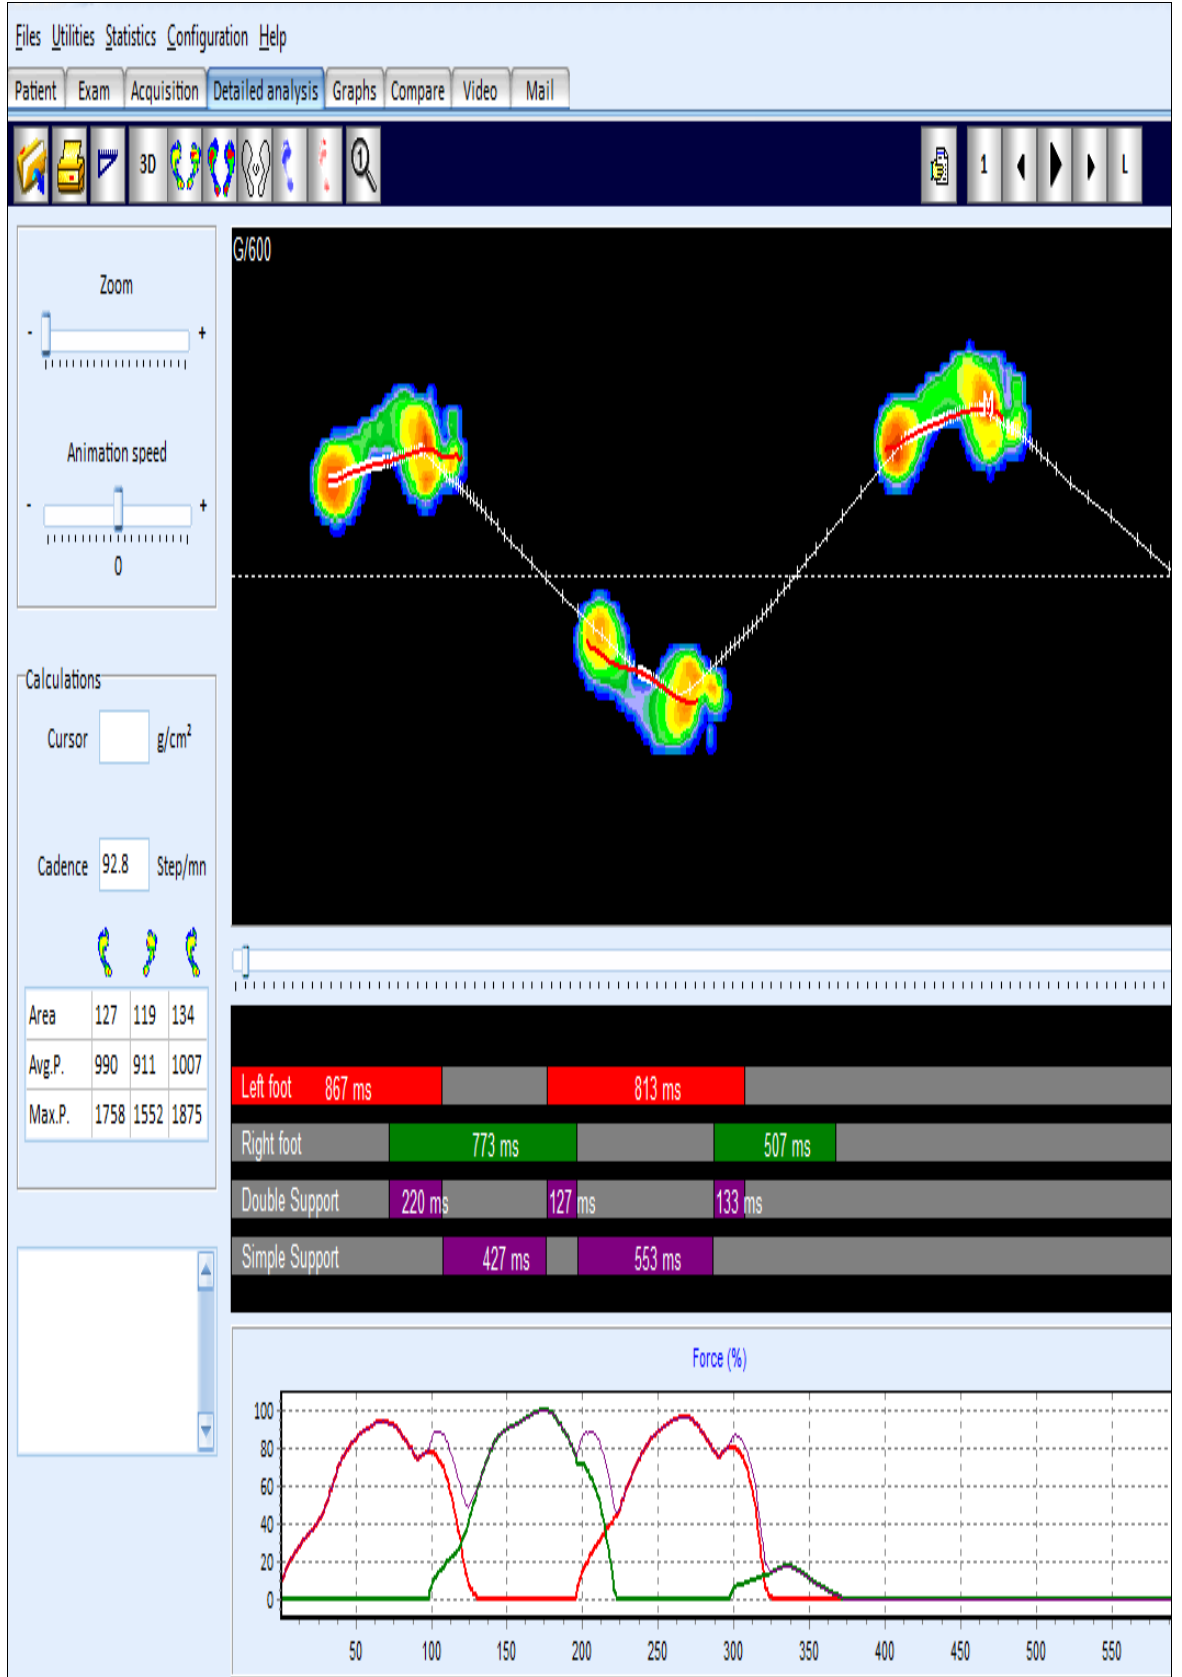 Files Utilities Statistics Configuration Help
Patient Exam Acquisition Detailed analysis Graphs Compare Video Mail
3D 1 1 L
Zoom
- +
Animation speed
- +
0
Calculations
Cursor g/cm²
Cadence 92.8 Step/mn
Area 127 119 134
Avg.P. 990 911 1007
Max.P. 1758 1552 1875
G/600
M
Left foot 867 ms 813 ms
Right foot 773 ms 507 ms
Double Support 220 ms 127 ms 133 ms
Simple Support 427 ms 553 ms
Force (%)
100
80
60
40
20
0
50 100 150 200 250 300 350 400 450 500 550